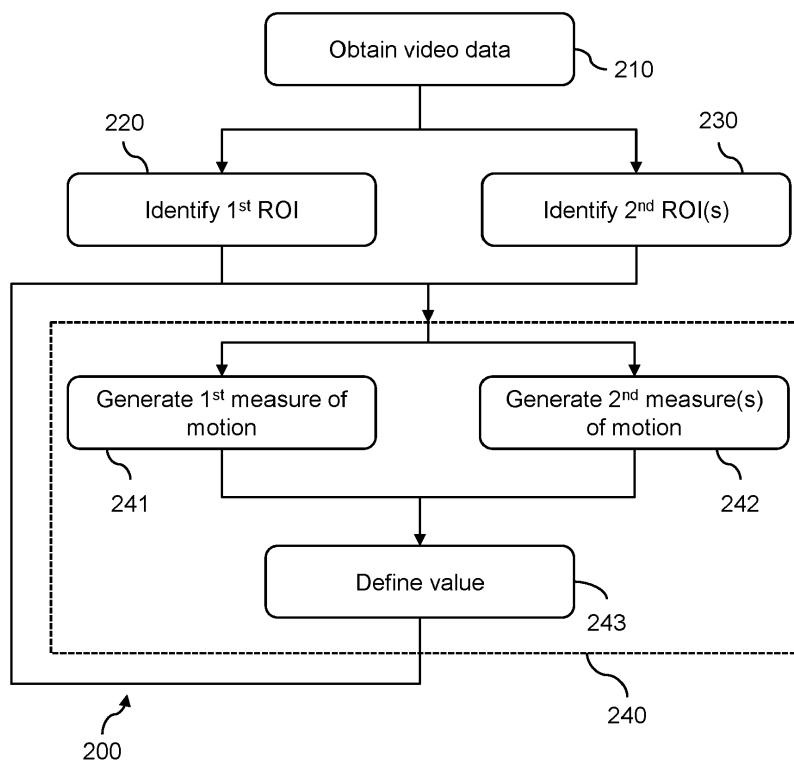 Obtain video data
210
220
230
Identify 1st ROI
Identify 2nd ROI(s)
Generate 1st measure of
motion
Generate 2nd measure(s)
of motion
241
242
Define value
243
240
200